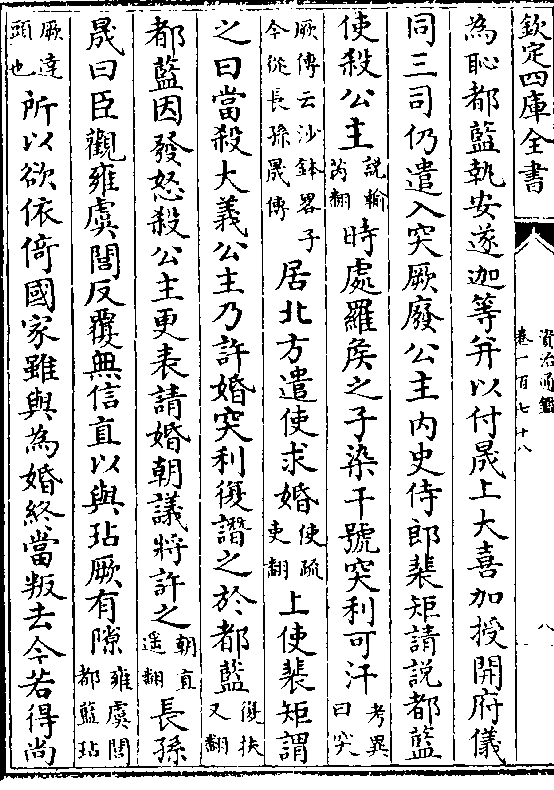 欽定四庫全書
資治通鑑
卷一百七十八
八
為恥都藍執安遂迦等并以付晟上大喜加授開府儀
同三司仍遣入突厥廢公主内史侍郎裴矩請説都藍
使殺公主説輸芮翻時處羅矦之子染干號突利可汗考異曰突
厥傳云沙鉢畧子今從長孫晟傳居北方遣使求婚使疏吏翻上使裴矩謂
之曰當殺大義公主乃許婚突利復譖之於都藍復扶又翻
都藍因發怒殺公主更表請婚朝議將許之朝直遥翻長孫
晟曰臣觀雍虞閭反覆無信直以與玷厥有隙雍虞閭都藍玷
厥達頭也所以欲依倚國家雖與為婚終當叛去今若得尚